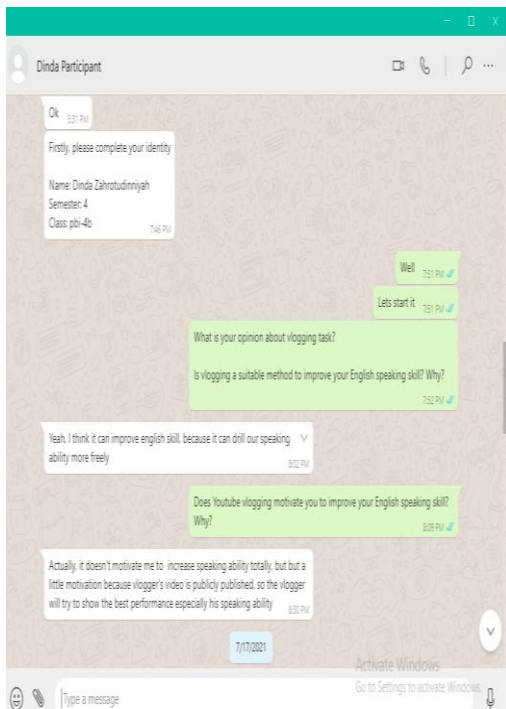 Dinda Participant
Ok 5:31 PM
Firstly, please complete your identity
Name: Dinda Zahrotudinniyah
Semester: 4
Class: pbi-4b
7:46 PM
Well 7:51 PM
Lets start it 7:51 PM
What is your opinion about vlogging task?
Is vlogging a suitable method to improve your English speaking skill? Why?
7:52 PM
Yeah, I think it can improve english skill, because it can drill our speaking
ability more freely
8:02 PM
Does Youtube vlogging motivate you to improve your English speaking skill?
Why?
8:09 PM
Actually, it doesn't motivate me to increase speaking ability totally, but but a
little motivation because vlogger's video is publicly published, so the vlogger
will try to show the best performance especially his speaking ability 8:30 PM
7/17/2021
Activate Windows
Go to Settings to activate Windows.
Type a message